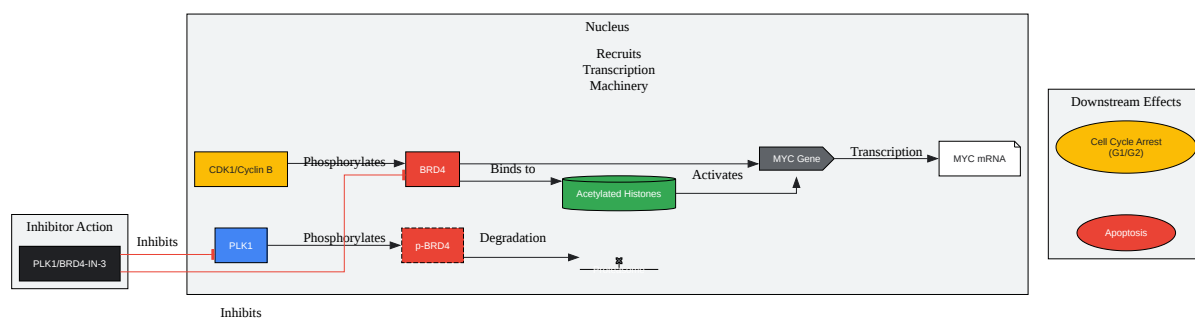 Nucleus
Recruits
Transcription
Machinery
Downstream Effects
Cell Cycle Arrest
(G1/G2)
CDK1/Cyclin B
Phosphorylates
BRD4
Binds to
Acetylated Histones
Activates
MYC Gene
Transcription
MYC mRNA
Inhibitor Action
PLK1/BRD4-IN-3
Inhibits
PLK1
Phosphorylates
p-BRD4
Degradation
Apoptosis
Inhibits